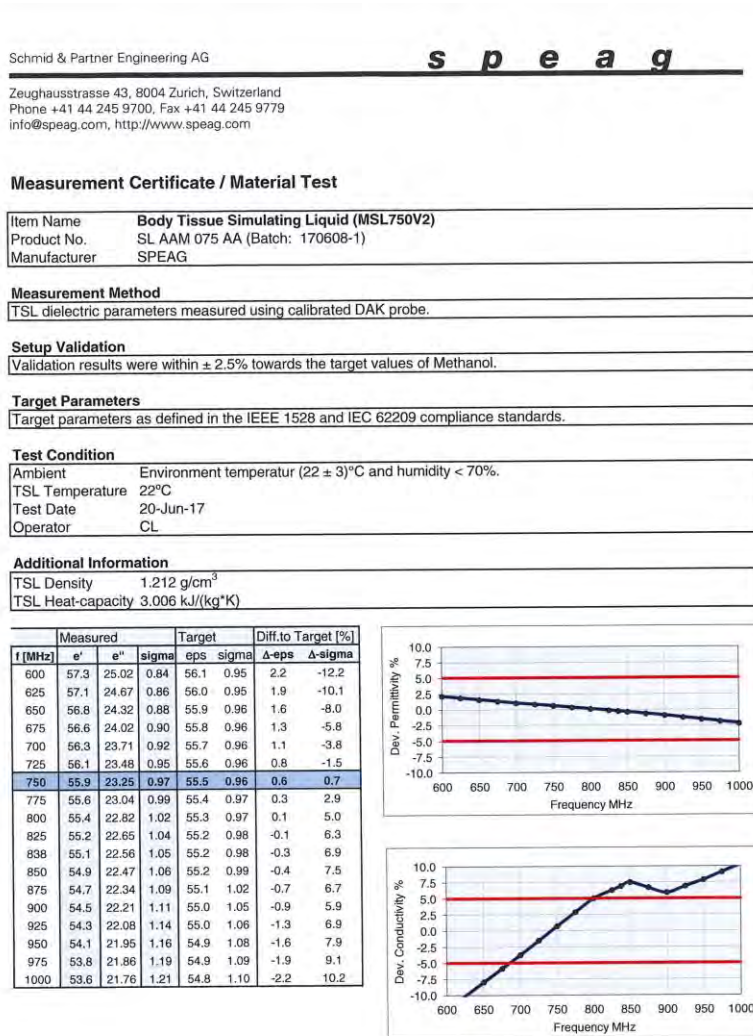 Schmid & Partner Engineering AG
s p e a g
Zeughausstrasse 43, 8004 Zurich, Switzerland
Phone +41 44 245 9700, Fax +41 44 245 9779
info@speag.com, http://www.speag.com
Measurement Certificate / Material Test
Item Name Body Tissue Simulating Liquid (MSL750V2)
Product No. SL AAM 075 AA (Batch: 170608-1)
Manufacturer SPEAG
Measurement Method
TSL dielectric parameters measured using calibrated DAK probe.
Setup Validation
Validation results were within ± 2.5% towards the target values of Methanol.
Target Parameters
Target parameters as defined in the IEEE 1528 and IEC 62209 compliance standards.
Test Condition
Ambient Environment temperatur (22 ± 3)°C and humidity < 70%.
TSL Temperature 22°C
Test Date 20-Jun-17
Operator CL
Additional Information
TSL Density 1.212 g/cm³
TSL Heat-capacity 3.006 kJ/(kg*K)
Measured Target Diff.to Target [%]
f [MHz] e' e" sigma eps sigma Δ-eps Δ-sigma
600 57.3 25.02 0.84 56.1 0.95 2.2 -12.2
625 57.1 24.67 0.86 56.0 0.95 1.9 -10.1
650 56.8 24.32 0.88 55.9 0.96 1.6 -8.0
675 56.6 24.02 0.90 55.8 0.96 1.3 -5.8
700 56.3 23.71 0.92 55.7 0.96 1.1 -3.8
725 56.1 23.48 0.95 55.6 0.96 0.8 -1.5
750 55.9 23.25 0.97 55.5 0.96 0.6 0.7
775 55.6 23.04 0.99 55.4 0.97 0.3 2.9
800 55.4 22.82 1.02 55.3 0.97 0.1 5.0
825 55.2 22.65 1.04 55.2 0.98 -0.1 6.3
838 55.1 22.56 1.05 55.2 0.98 -0.3 6.9
850 54.9 22.47 1.06 55.2 0.99 -0.4 7.5
875 54.7 22.34 1.09 55.1 1.02 -0.7 6.7
900 54.5 22.21 1.11 55.0 1.05 -0.9 5.9
925 54.3 22.08 1.14 55.0 1.06 -1.3 6.9
950 54.1 21.95 1.16 54.9 1.08 -1.6 7.9
975 53.8 21.86 1.19 54.9 1.09 -1.9 9.1
1000 53.6 21.76 1.21 54.8 1.10 -2.2 10.2
Dev. Permittivity %
10.0
7.5
5.0
2.5
0.0
-2.5
-5.0
-7.5
-10.0
600 650 700 750 800 850 900 950 1000
Frequency MHz
Dev. Conductivity %
10.0
7.5
5.0
2.5
0.0
-2.5
-5.0
-7.5
-10.0
600 650 700 750 800 850 900 950 1000
Frequency MHz